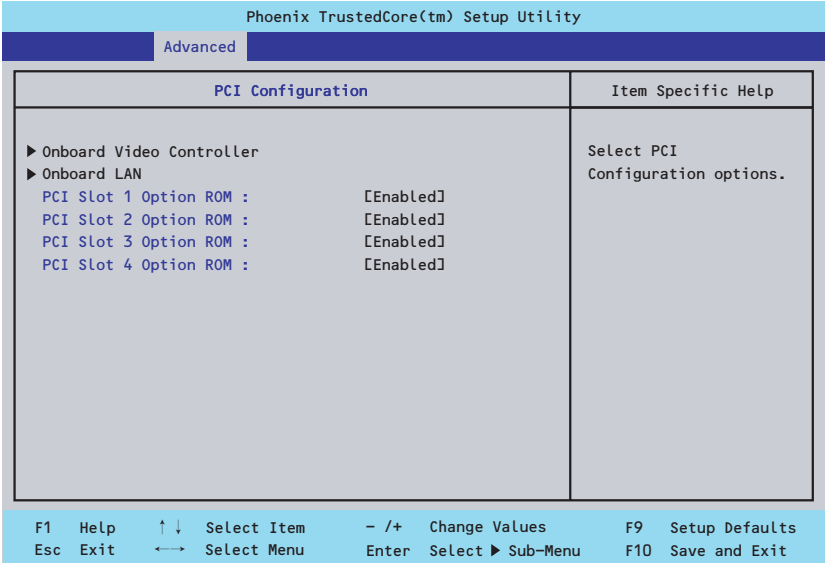 Phoenix TrustedCore(tm) Setup Utility
Advanced
PCI Configuration
Item Specific Help
▶ Onboard Video Controller
▶ Onboard LAN
PCI Slot 1 Option ROM : [Enabled]
PCI Slot 2 Option ROM : [Enabled]
PCI Slot 3 Option ROM : [Enabled]
PCI Slot 4 Option ROM : [Enabled]
Select PCI
Configuration options.
F1 Help ↑↓ Select Item - /+ Change Values F9 Setup Defaults
Esc Exit ←→ Select Menu Enter Select ▶ Sub-Menu F10 Save and Exit